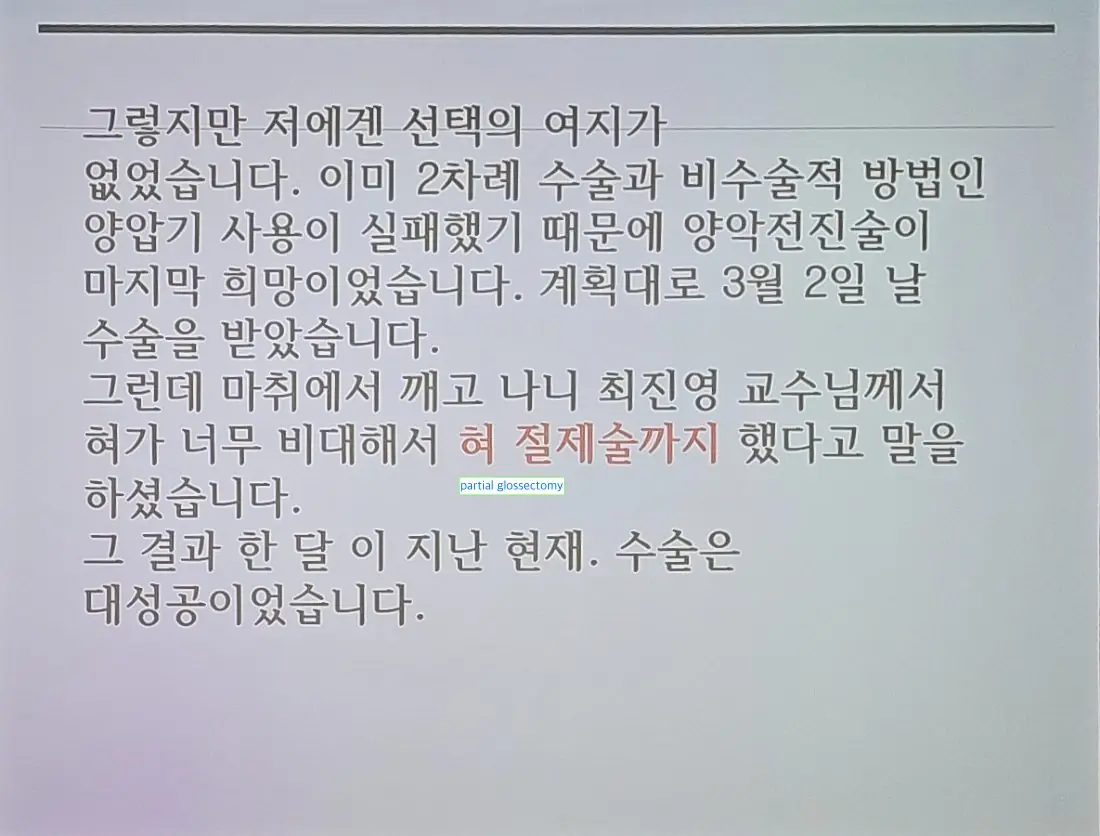 그렇지만 저에겐 선택의 여지가
없었습니다. 이미 2차례 수술과 비수술적 방법인
양압기 사용이 실패했기 때문에 양악전진술이
마지막 희망이었습니다. 계획대로 3월 2일 날
수술을 받았습니다.
그런데 마취에서 깨고 나니 최진영 교수님께서
혀가 너무 비대해서 혀 절제술까지 했다고 말을
partial glossectomy
하셨습니다.
그 결과 한 달 이 지난 현재. 수술은
대성공이었습니다.